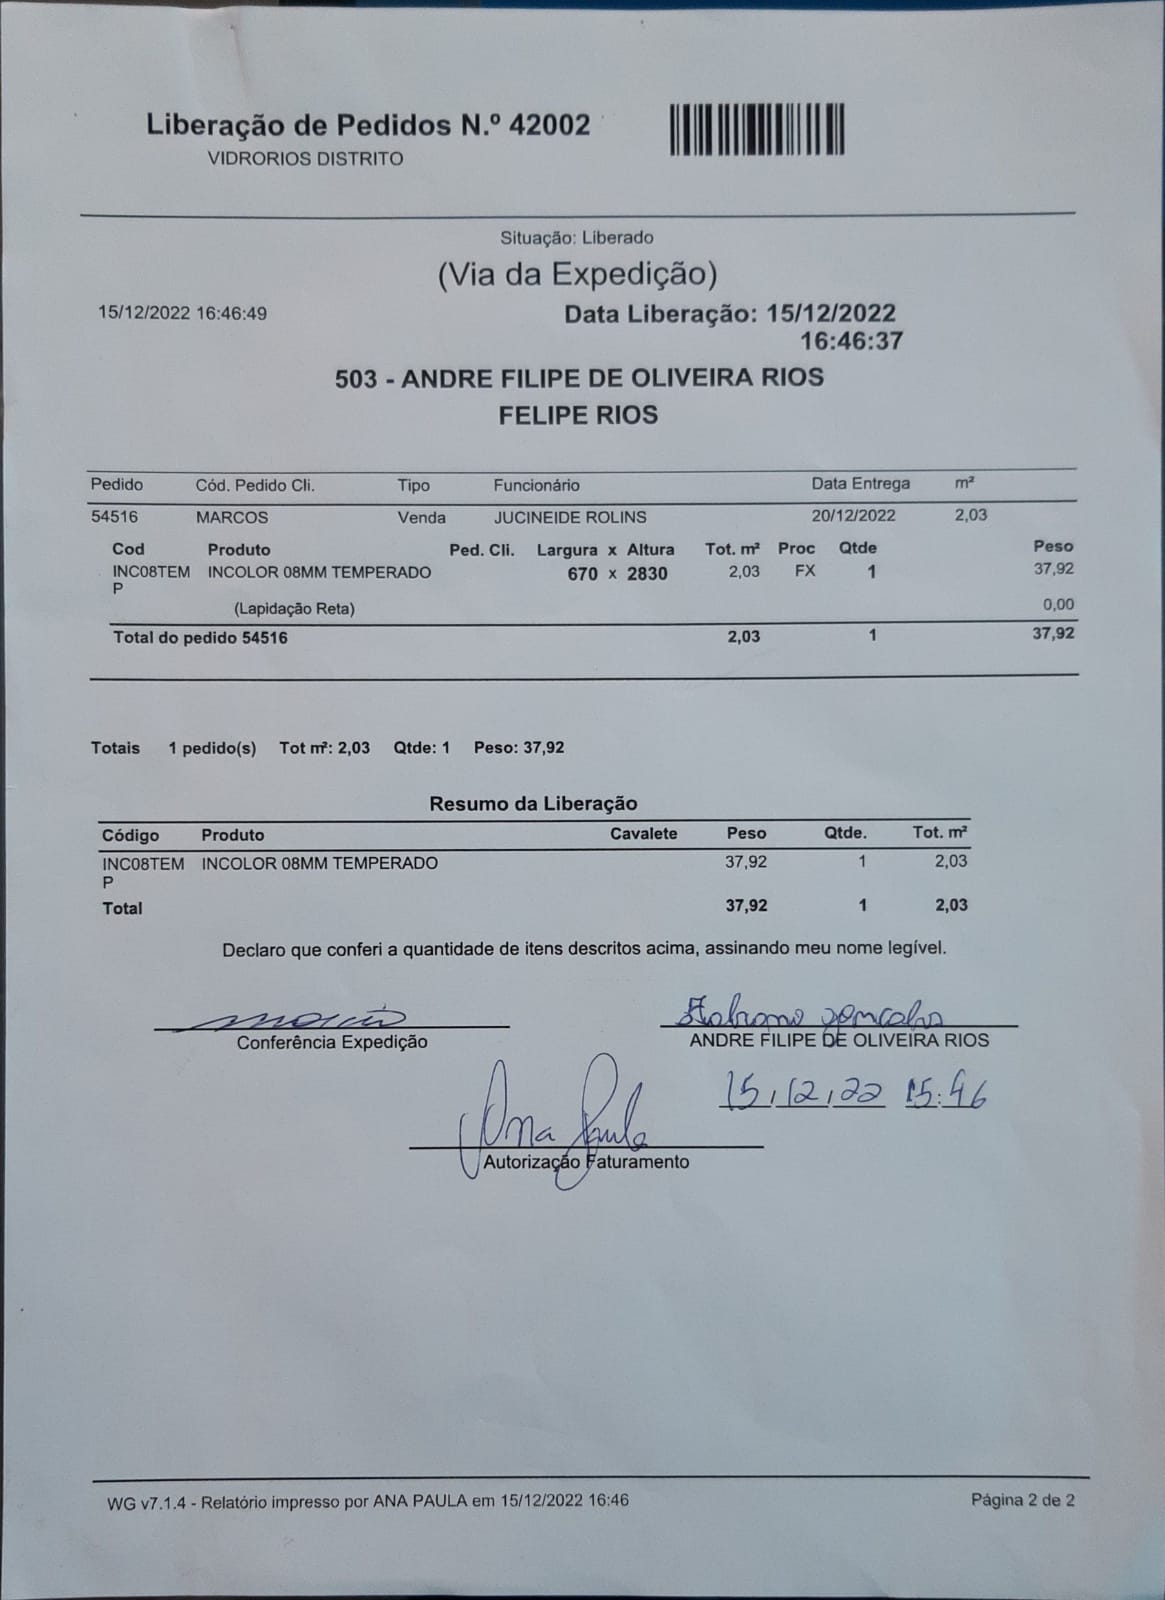 Liberação de Pedidos N.º 42002
VIDRORIOS DISTRITO
Situação: Liberado
(Via da Expedição)
15/12/2022 16:46:49
Data Liberação: 15/12/2022
16:46:37
503 - ANDRE FILIPE DE OLIVEIRA RIOS
FELIPE RIOS
Pedido Cód. Pedido Cli. Tipo Funcionário Data Entrega m²
54516 MARCOS Venda JUCINEIDE ROLINS 20/12/2022 2,03
Cod Produto Ped. Cli. Largura x Altura Tot. m² Proc Qtde Peso
INC08TEM INCOLOR 08MM TEMPERADO 670 x 2830 2,03 FX 1 37,92
P
(Lapidação Reta) 0,00
Total do pedido 54516 2,03 1 37,92
Totais 1 pedido(s) Tot m²: 2,03 Qtde: 1 Peso: 37,92
Resumo da Liberação
Código Produto Cavalete Peso Qtde. Tot. m²
INC08TEM INCOLOR 08MM TEMPERADO 37,92 1 2,03
P
Total 37,92 1 2,03
Declaro que conferi a quantidade de itens descritos acima, assinando meu nome legível.
Conferência Expedição
ANDRE FILIPE DE OLIVEIRA RIOS
15,12,22 15:46
Ana Paula
Autorização Faturamento
WG v7.1.4 - Relatório impresso por ANA PAULA em 15/12/2022 16:46
Página 2 de 2